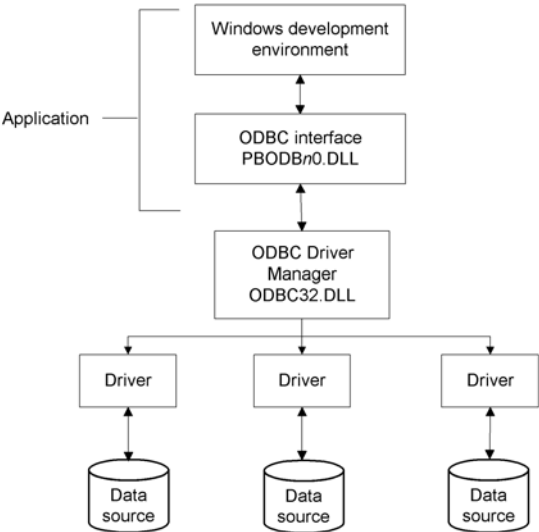 Windows development
environment
Application
ODBC interface
PBODBn0.DLL
ODBC Driver
Manager
ODBC32.DLL
Driver
Driver
Driver
Data
source
Data
source
Data
source